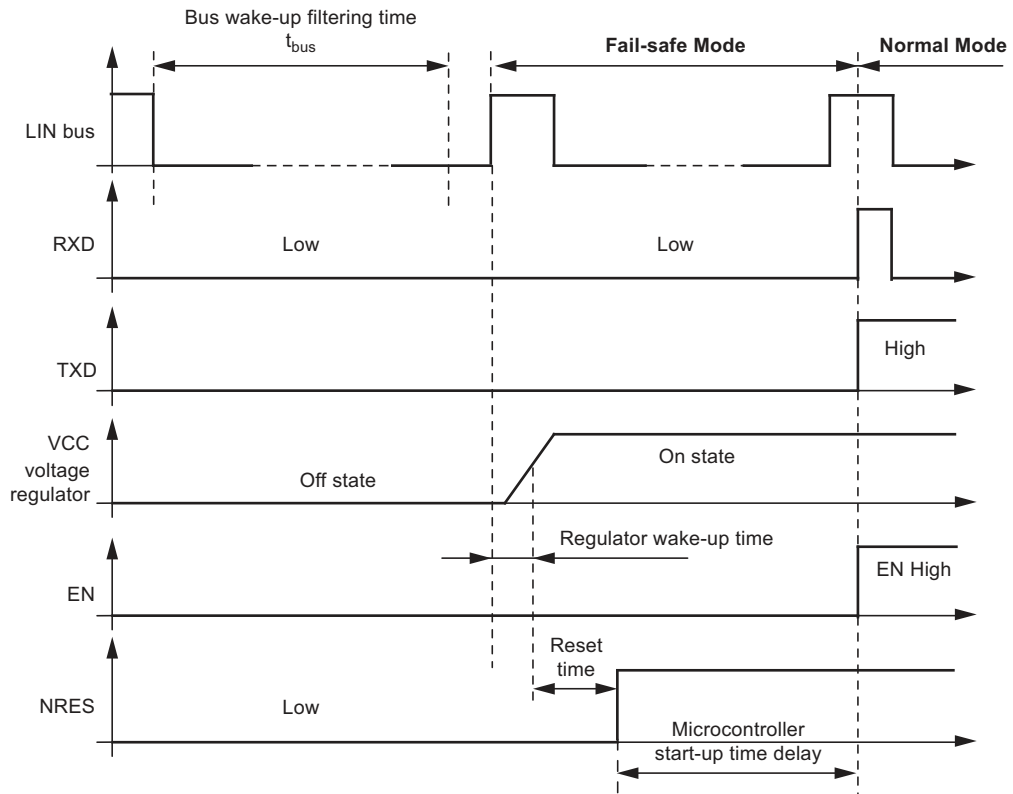 Bus wake-up filtering time
tbus
Fail-safe Mode
Normal Mode
LIN bus
RXD
Low
Low
TXD
High
VCC
voltage
regulator
Off state
On state
Regulator wake-up time
EN
EN High
Reset
time
NRES
Low
Microcontroller
start-up time delay